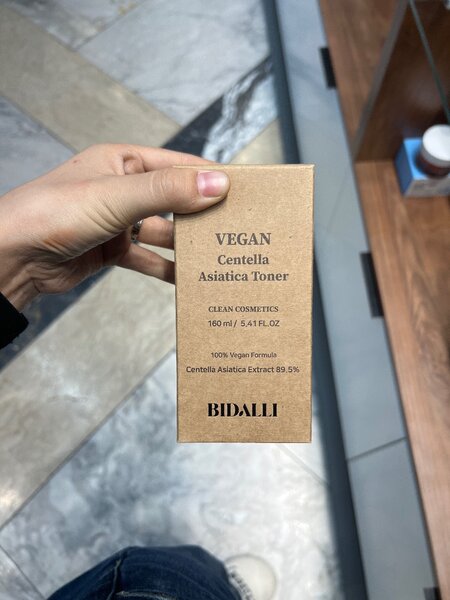 VEGAN
Centella
Asiatica Toner
CLEAN COSMETICS
160 ml / 5,41 FL.OZ
100% Vegan Formula
Centella Asiatica Extract 89.5%
BIDALLI